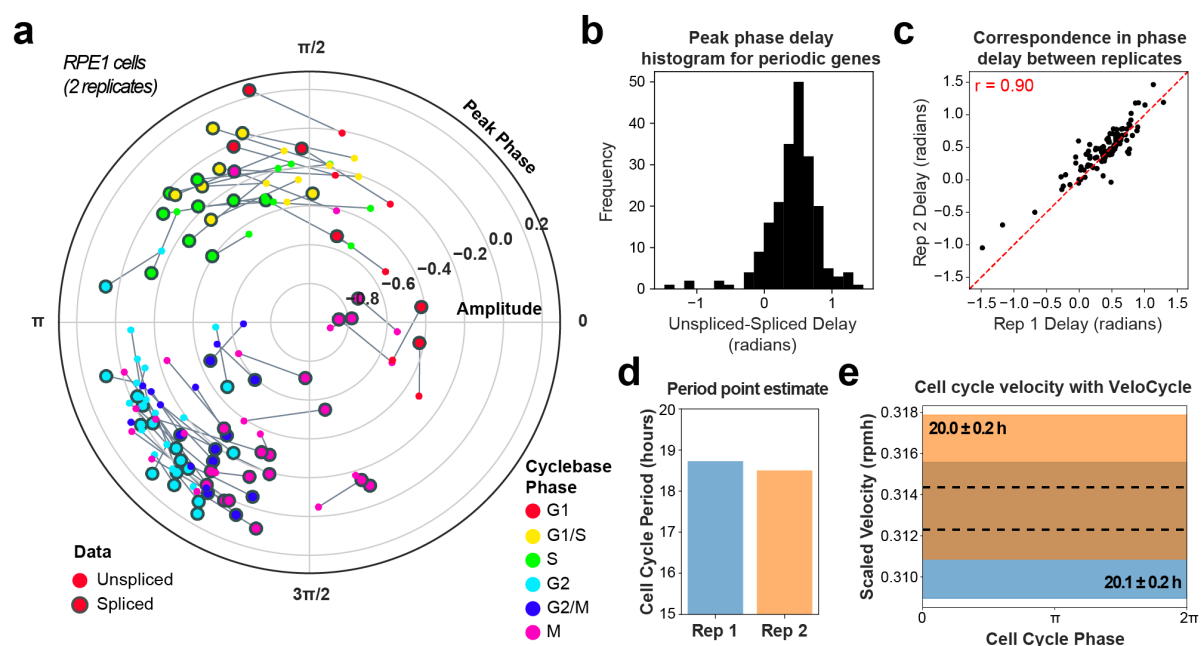 a
RPE1 cells
(2 replicates)
π/2
Peak Phase
0.2
0.0
−0.2
−0.4
−0.6
−0.8
Amplitude
π
0
3π/2
Data
Unspliced
Spliced
Cyclebase
Phase
G1
G1/S
S
G2
G2/M
M
b
Peak phase delay
histogram for periodic genes
Frequency
50
40
30
20
10
0
−1
0
1
Unspliced-Spliced Delay
(radians)
c
Correspondence in phase
delay between replicates
r = 0.90
Rep 2 Delay (radians)
1.5
1.0
0.5
0.0
−0.5
−1.0
−1.5
−1.5
−1.0
−0.5
0.0
0.5
1.0
1.5
Rep 1 Delay (radians)
d
Period point estimate
Cell Cycle Period (hours)
20
19
18
17
16
15
Rep 1
Rep 2
e
Cell cycle velocity with VeloCycle
Scaled Velocity (rpmh)
0.318
0.316
0.314
0.312
0.310
20.0 ± 0.2 h
20.1 ± 0.2 h
0
π
2π
Cell Cycle Phase